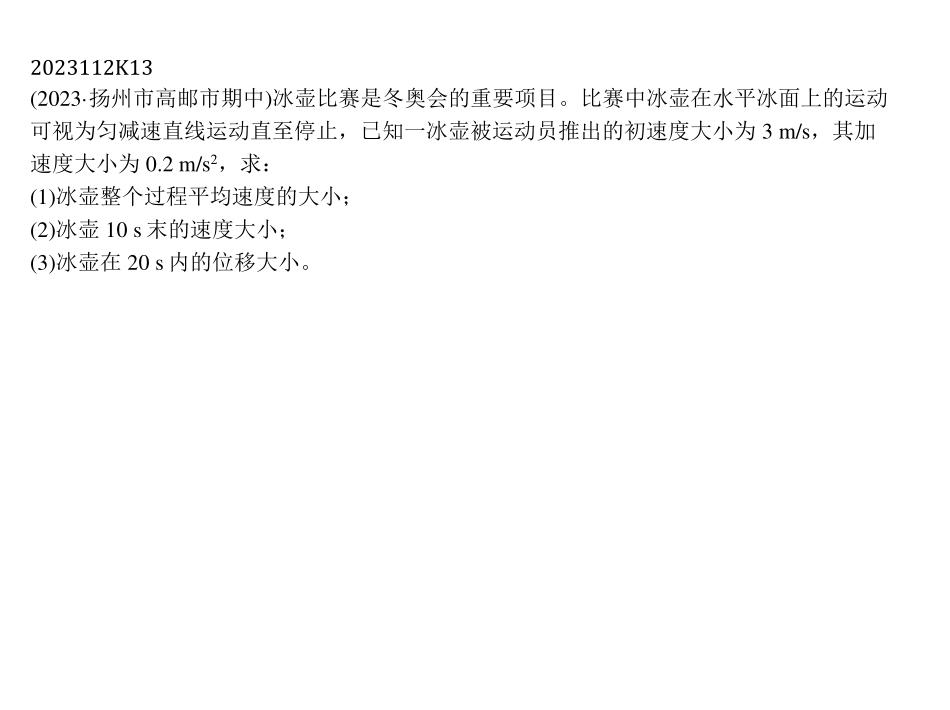 2023112K13
(2023·扬州市高邮市期中)冰壶比赛是冬奥会的重要项目。比赛中冰壶在水平冰面上的运动
可视为匀减速直线运动直至停止，已知一冰壶被运动员推出的初速度大小为 3 m/s，其加
速度大小为 0.2 m/s²，求：
(1)冰壶整个过程平均速度的大小；
(2)冰壶 10 s 末的速度大小；
(3)冰壶在 20 s 内的位移大小。